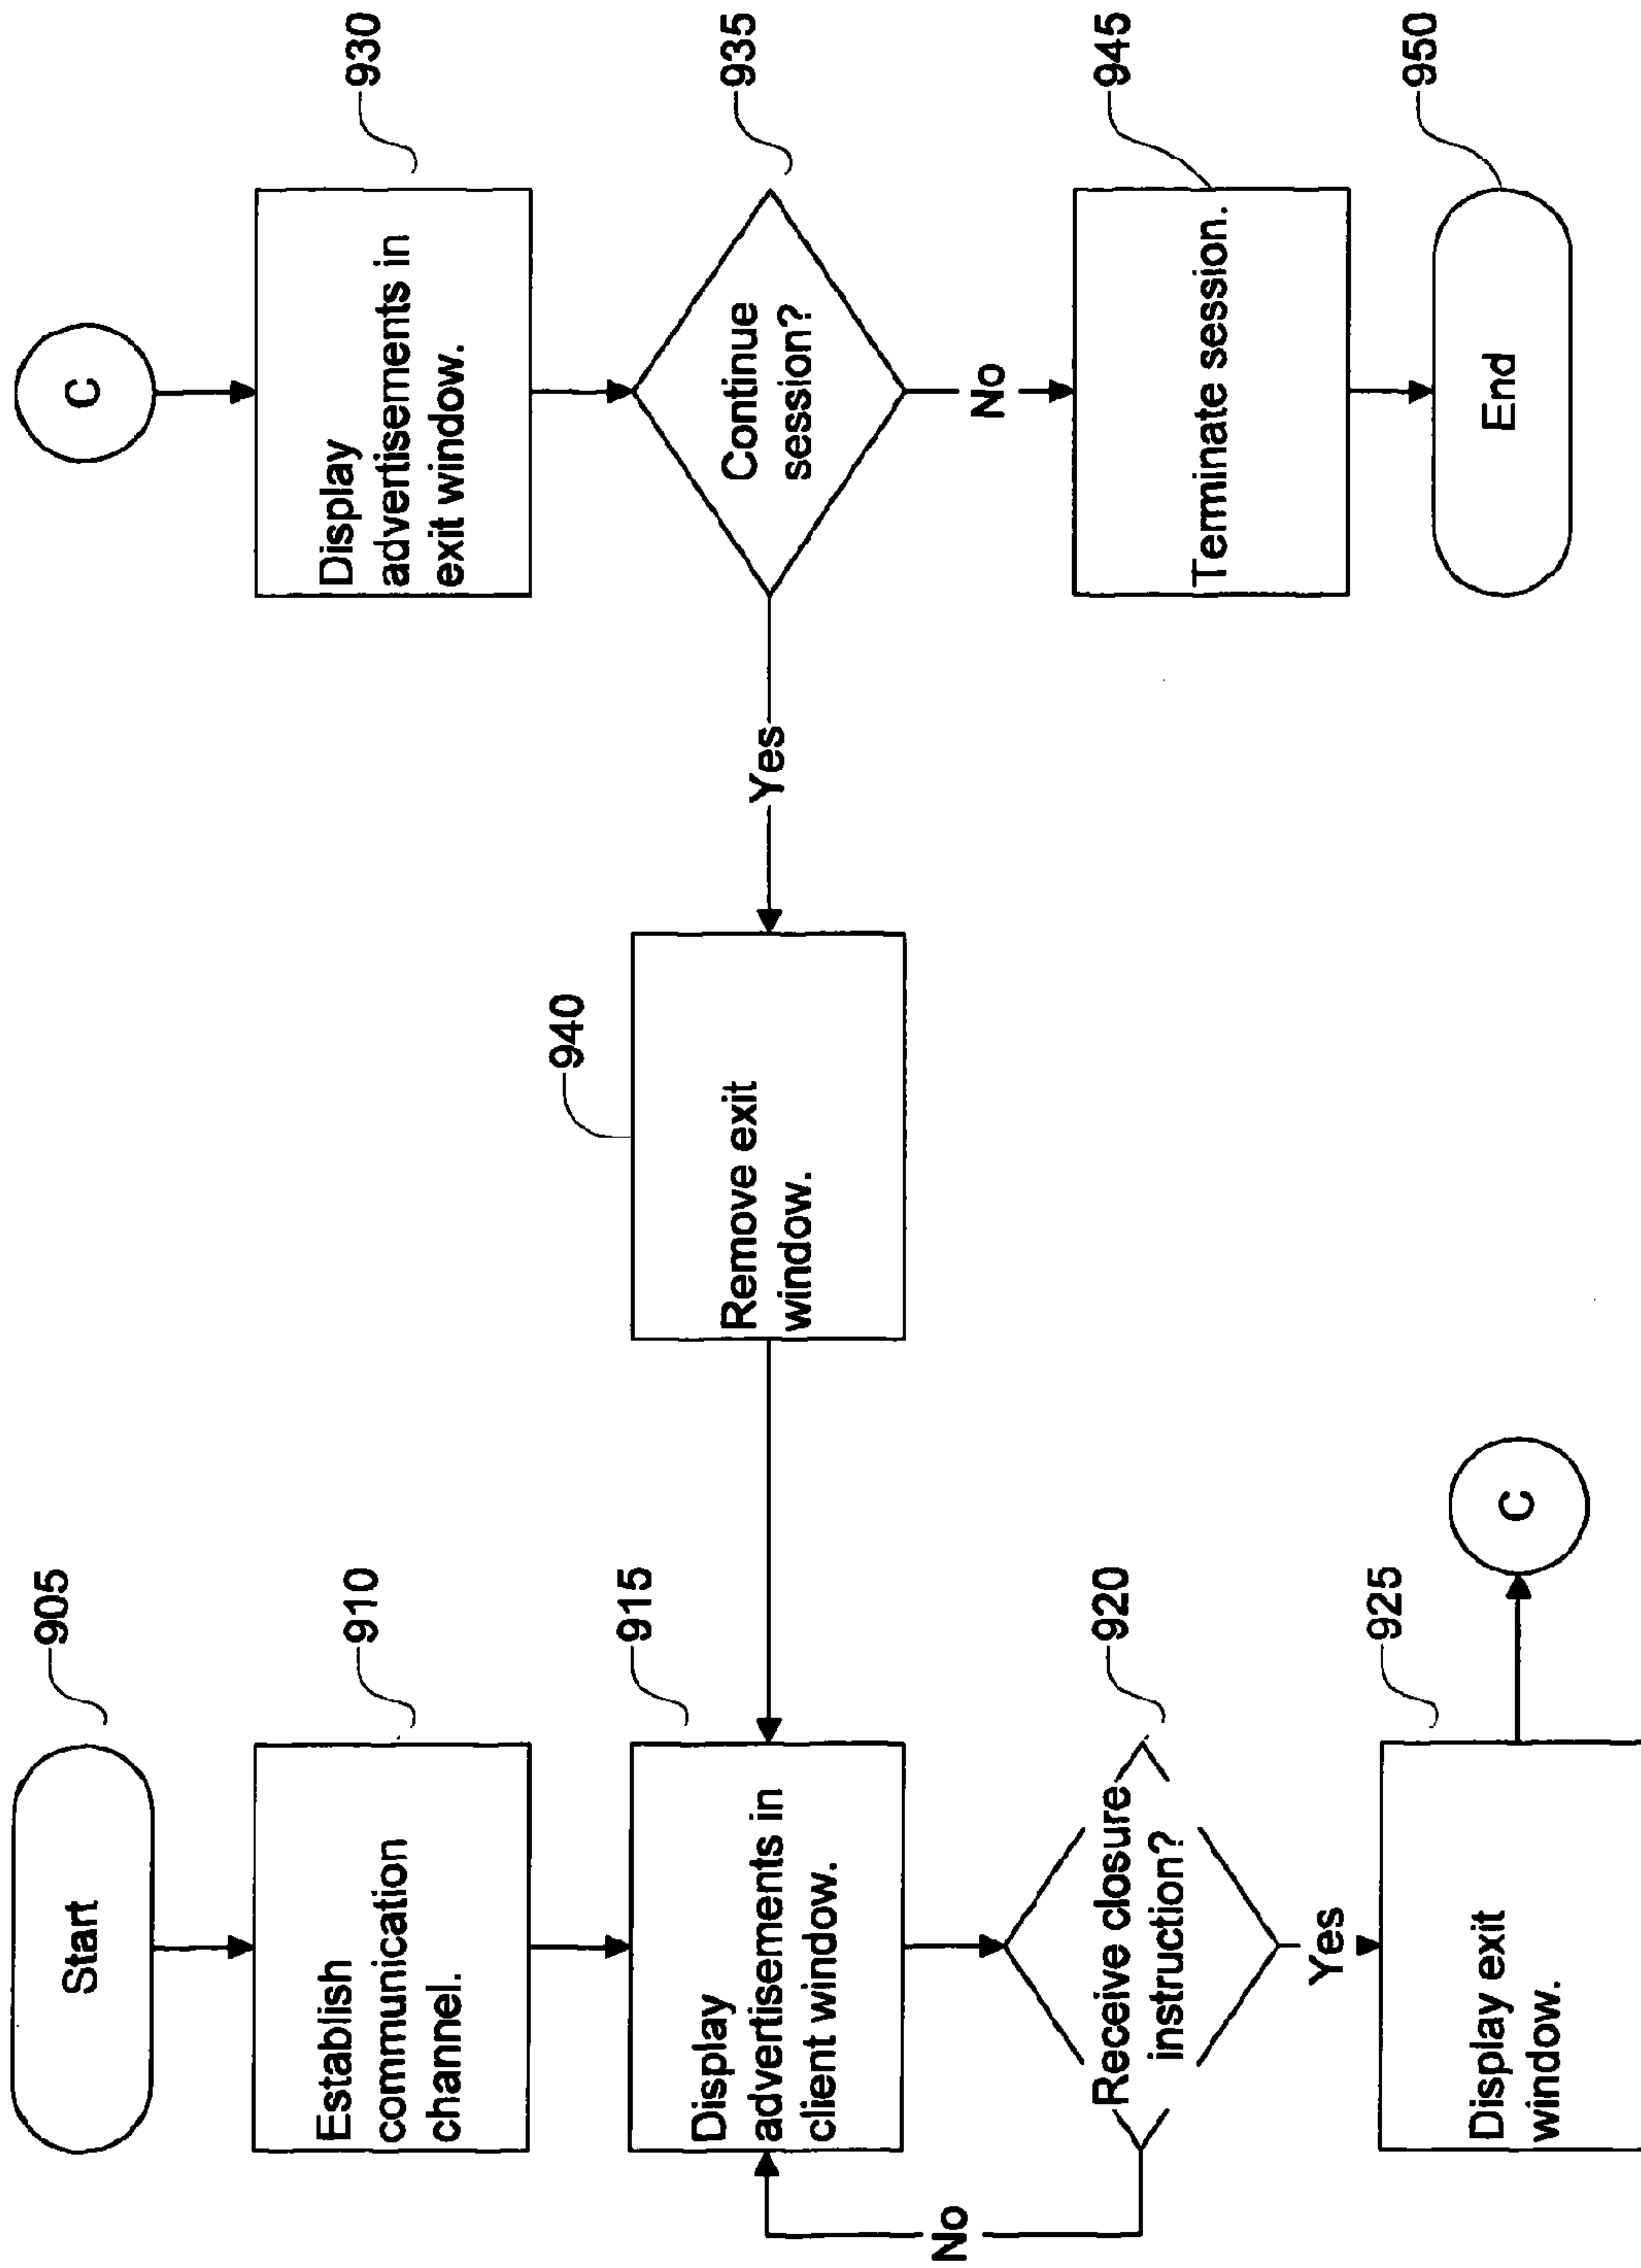 Start
905
Establish
communication
channel.
910
Display
advertisements in
client window.
915
Receive closure
instruction?
920
No
Yes
Display exit
window.
925
C
Remove exit
window.
940
Yes
C
Display
advertisements in
exit window.
930
Continue
session?
935
No
Terminate session.
945
End
950